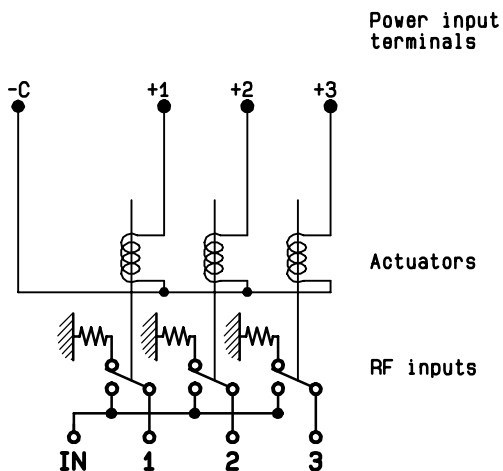 Power input
terminals
-C +1 +2 +3
Actuators
RF inputs
IN 1 2 3